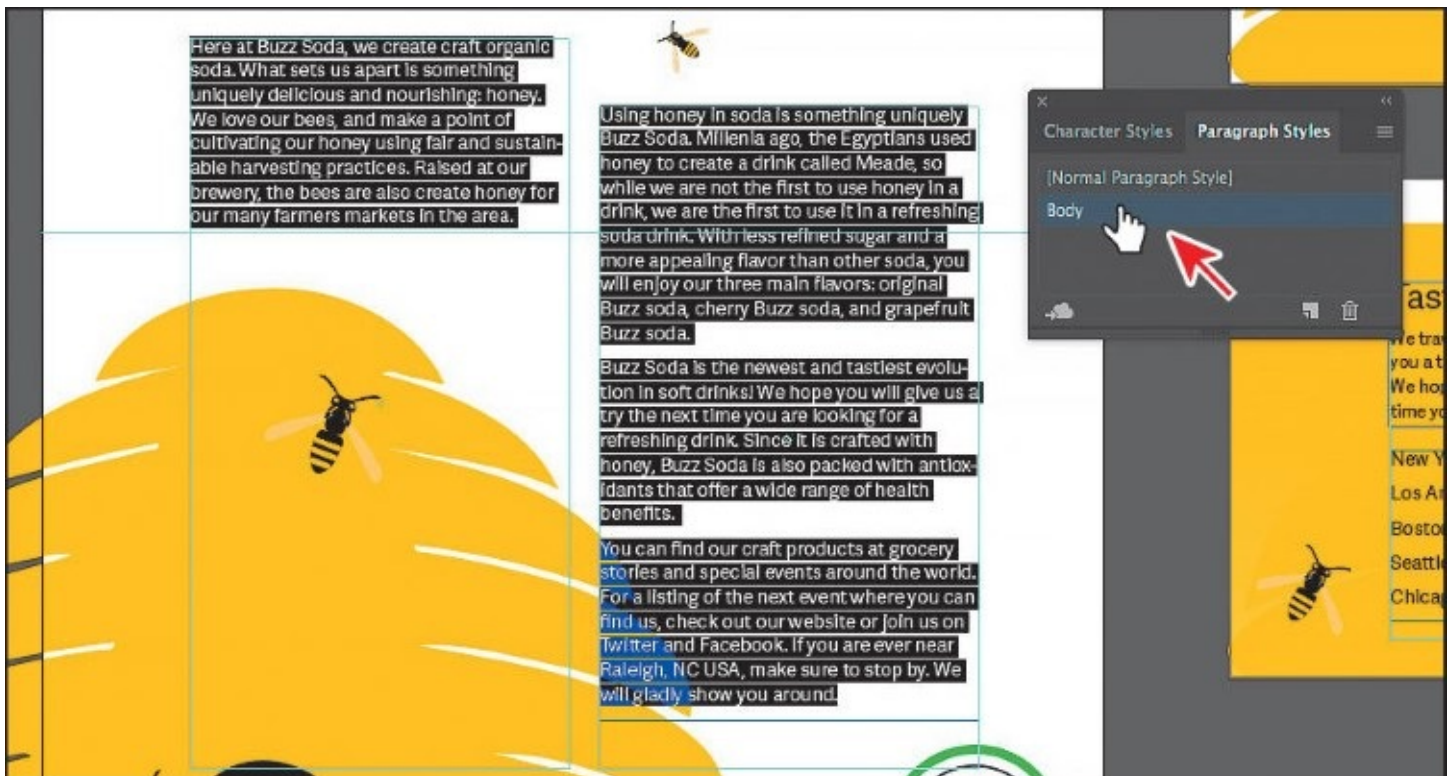 Here at Buzz Soda, we create craft organic
soda. What sets us apart is something
uniquely delicious and nourishing: honey.
We love our bees, and make a point of
cultivating our honey using fair and sustain-
able harvesting practices. Raised at our
brewery, the bees are also create honey for
our many farmers markets in the area.
Using honey in soda is something uniquely
Buzz Soda. Millenia ago, the Egyptians used
honey to create a drink called Meade, so
while we are not the first to use honey in a
drink, we are the first to use it in a refreshing
soda drink. With less refined sugar and a
more appealing flavor than other soda, you
will enjoy our three main flavors: original
Buzz soda, cherry Buzz soda, and grapefruit
Buzz soda.
Buzz Soda is the newest and tastiest evolu-
tion in soft drinks! We hope you will give us a
try the next time you are looking for a
refreshing drink. Since it is crafted with
honey, Buzz Soda is also packed with antiox-
idants that offer a wide range of health
benefits.
You can find our craft products at grocery
stories and special events around the world.
For a listing of the next event where you can
find us, check out our website or join us on
Twitter and Facebook. If you are ever near
Raleigh, NC USA, make sure to stop by. We
will gladly show you around.
Character Styles Paragraph Styles
[Normal Paragraph Style]
Body
We trav
you a t
We hop
time yo
New Y
Los An
Boston
Seattle
Chicag